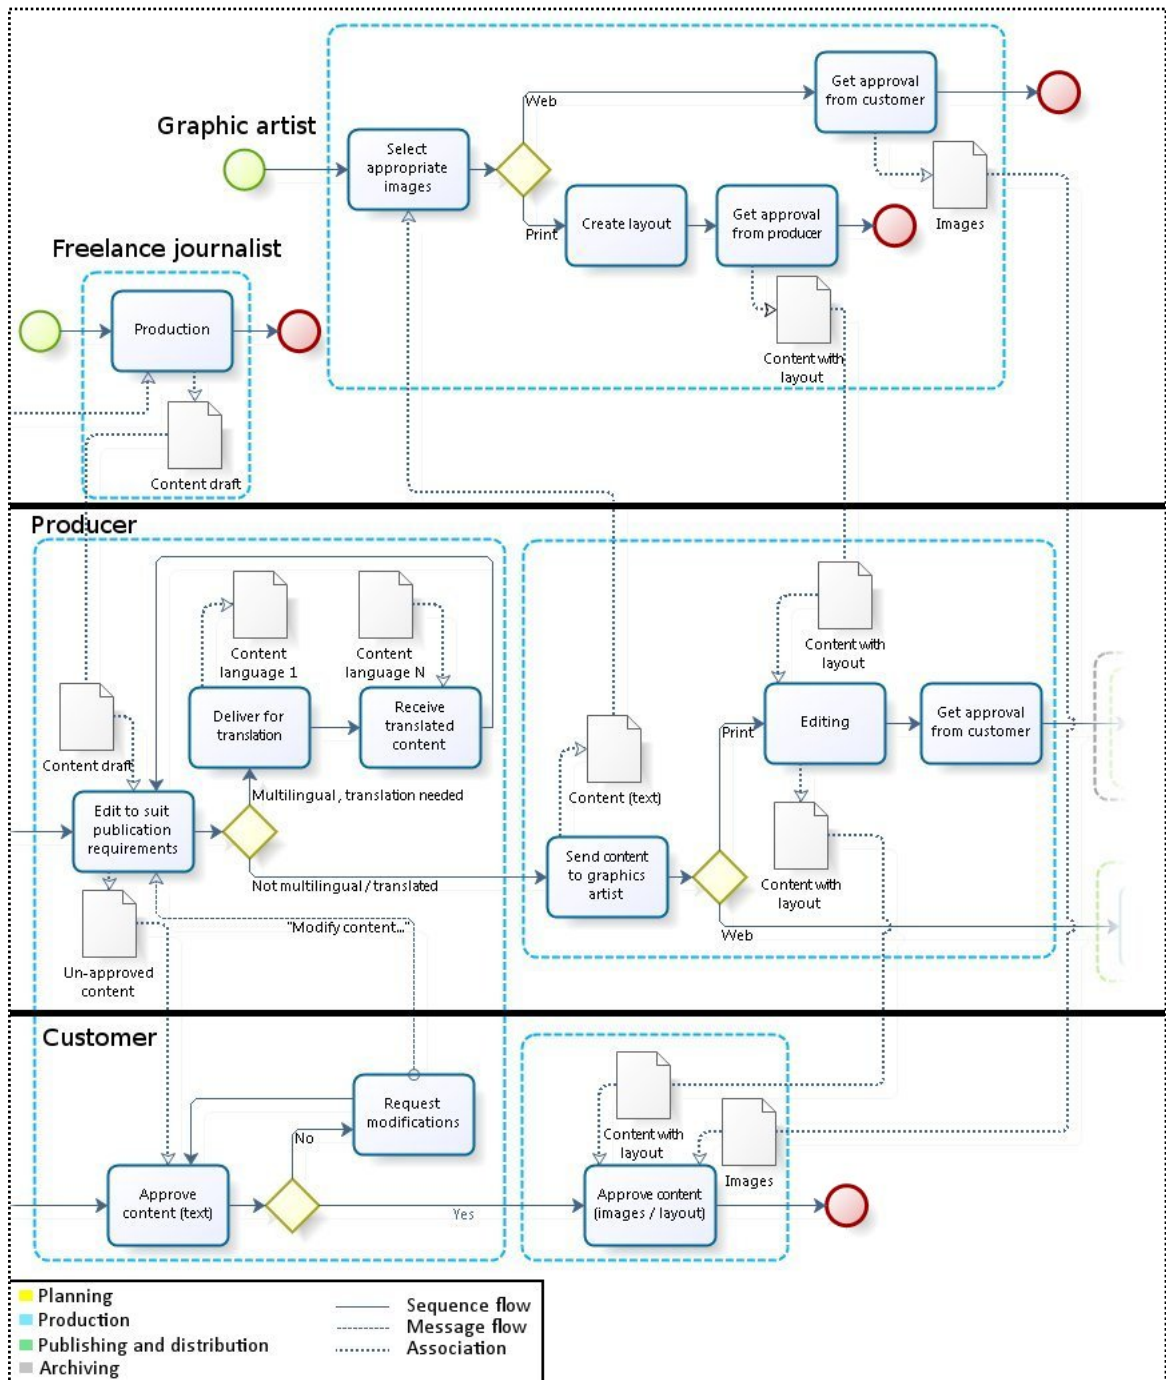 Web
Get approval
from customer
Graphic artist
Select
appropriate
images
Print
Create layout
Get approval
from producer
Images
Freelance journalist
Production
Content with
layout
Content draft
Producer
Content
language 1
Content
language N
Content with
layout
Deliver for
translation
Receive
translated
content
Print
Editing
Get approval
from customer
Content draft
Multilingual, translation needed
Content (text)
Edit to suit
publication
requirements
Send content
to graphics
artist
Content with
layout
Not multilingual / translated
"Modify content..."
Web
Un-approved
content
Customer
Request
modifications
No
Content with
layout
Images
Approve
content (text)
Yes
Approve content
(images / layout)
Planning
Production
Publishing and distribution
Archiving
Sequence flow
Message flow
Association